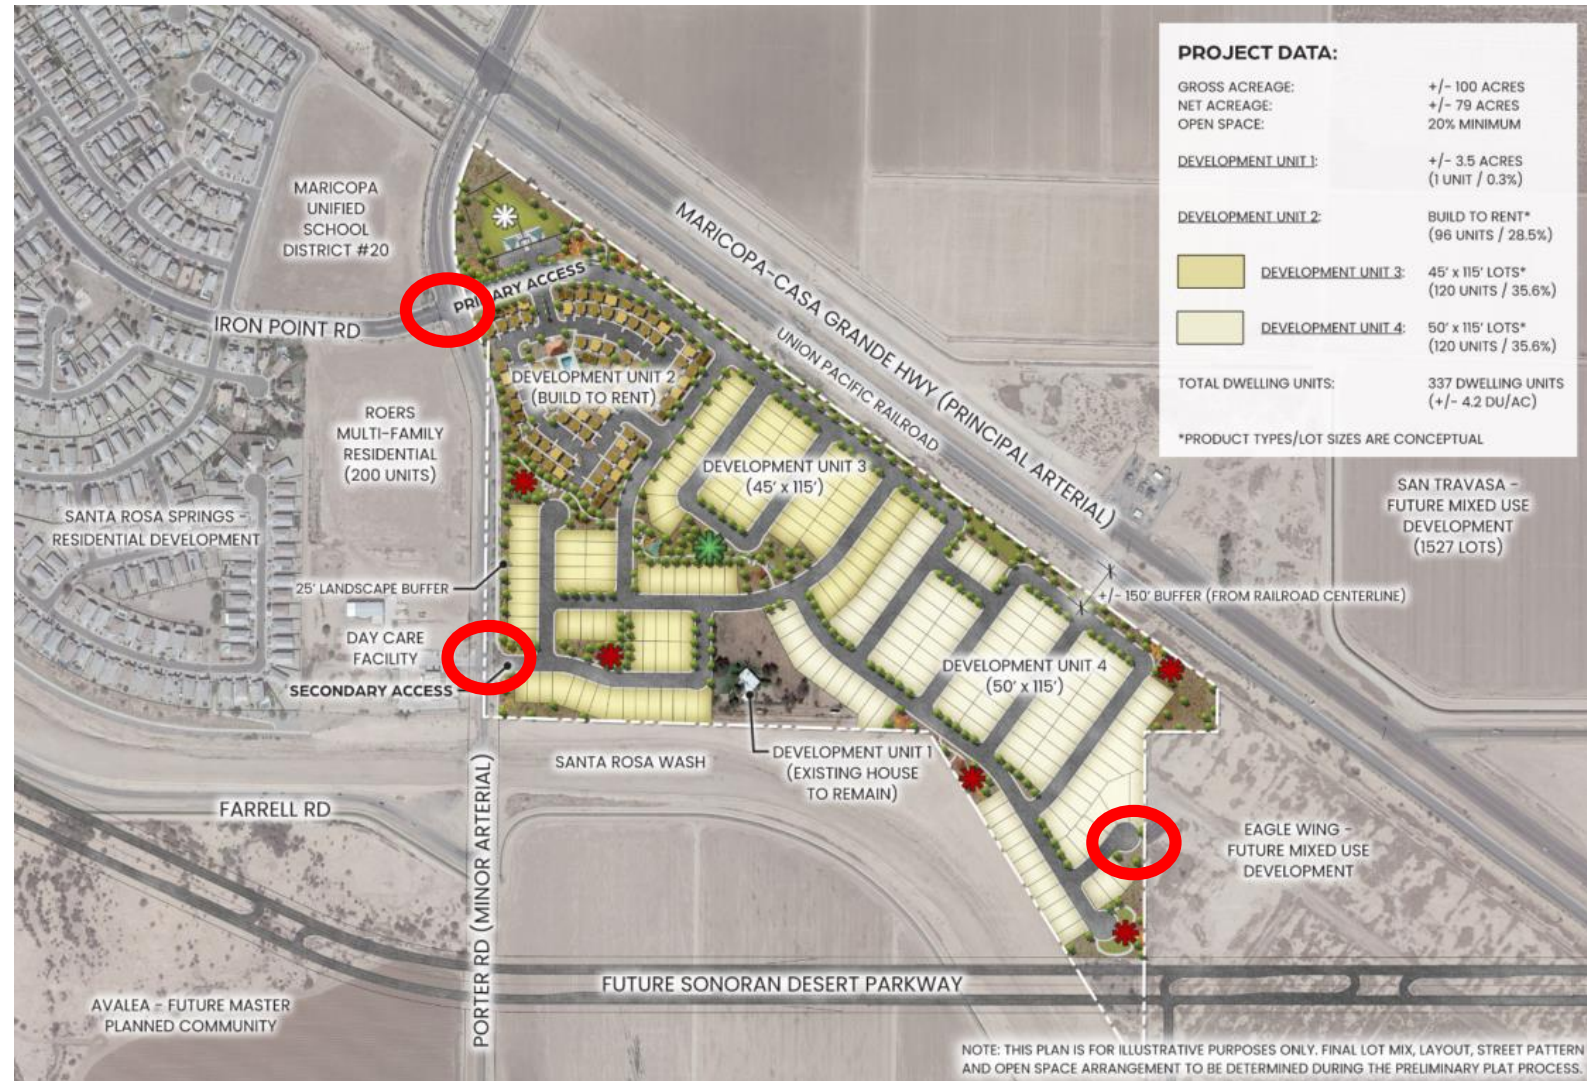 PROJECT DATA:
GROSS ACREAGE: +/- 100 ACRES
NET ACREAGE: +/- 79 ACRES
OPEN SPACE: 20% MINIMUM
DEVELOPMENT UNIT 1: +/- 3.5 ACRES
(1 UNIT / 0.3%)
DEVELOPMENT UNIT 2: BUILD TO RENT*
(96 UNITS / 28.5%)
DEVELOPMENT UNIT 3: 45' x 115' LOTS*
(120 UNITS / 35.6%)
DEVELOPMENT UNIT 4: 50' x 115' LOTS*
(120 UNITS / 35.6%)
TOTAL DWELLING UNITS: 337 DWELLING UNITS
(+/- 4.2 DU/AC)
*PRODUCT TYPES/LOT SIZES ARE CONCEPTUAL
MARICOPA
UNIFIED
SCHOOL
DISTRICT #20
MARICOPA-CASA GRANDE HWY (PRINCIPAL ARTERIAL)
UNION PACIFIC RAILROAD
PRIMARY ACCESS
IRON POINT RD
DEVELOPMENT UNIT 2
(BUILD TO RENT)
ROERS
MULTI-FAMILY
RESIDENTIAL
(200 UNITS)
DEVELOPMENT UNIT 3
(45' x 115')
SAN TRAVASA -
FUTURE MIXED USE
DEVELOPMENT
(1527 LOTS)
SANTA ROSA SPRINGS -
RESIDENTIAL DEVELOPMENT
25' LANDSCAPE BUFFER
+/- 150' BUFFER (FROM RAILROAD CENTERLINE)
DAY CARE
FACILITY
SECONDARY ACCESS
DEVELOPMENT UNIT 4
(50' x 115')
SANTA ROSA WASH
DEVELOPMENT UNIT 1
(EXISTING HOUSE
TO REMAIN)
FARRELL RD
PORTER RD (MINOR ARTERIAL)
EAGLE WING -
FUTURE MIXED USE
DEVELOPMENT
FUTURE SONORAN DESERT PARKWAY
AVALEA - FUTURE MASTER
PLANNED COMMUNITY
NOTE: THIS PLAN IS FOR ILLUSTRATIVE PURPOSES ONLY. FINAL LOT MIX, LAYOUT, STREET PATTERN
AND OPEN SPACE ARRANGEMENT TO BE DETERMINED DURING THE PRELIMINARY PLAT PROCESS.